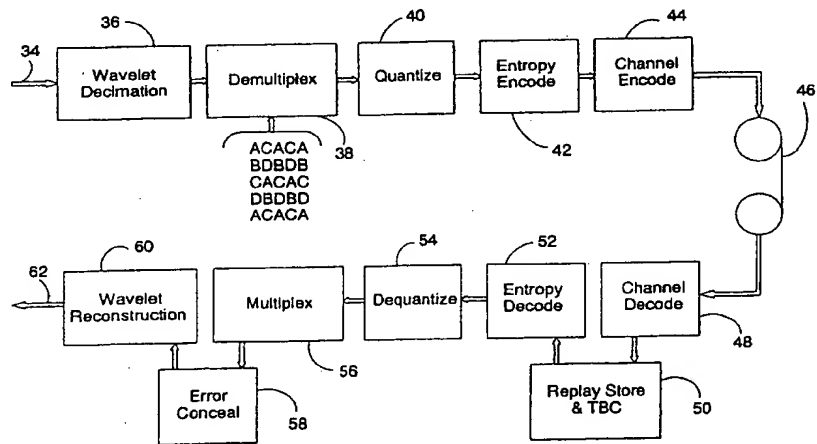 36
40
44
34
Wavelet
Decimation
Demultiplex
Quantize
Entropy
Encode
Channel
Encode
46
38
42
ACACA
BDBDB
CACAC
DBDBD
ACACA
60
54
52
62
Wavelet
Reconstruction
Multiplex
Dequantize
Entropy
Decode
Channel
Decode
48
56
Error
Conceal
58
Replay Store
& TBC
50